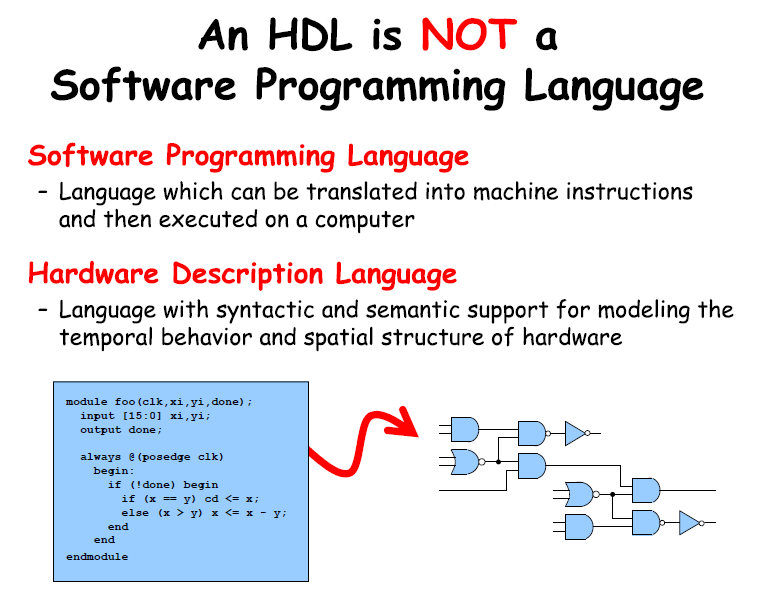 An HDL is NOT a
Software Programming Language
Software Programming Language
– Language which can be translated into machine instructions
and then executed on a computer
Hardware Description Language
– Language with syntactic and semantic support for modeling the
temporal behavior and spatial structure of hardware
module foo(clk,xi,yi,done);
input [15:0] xi,yi;
output done;
always @(posedge clk)
begin:
if (!done) begin
if (x == y) cd <= x;
else (x > y) x <= x - y;
end
end
endmodule